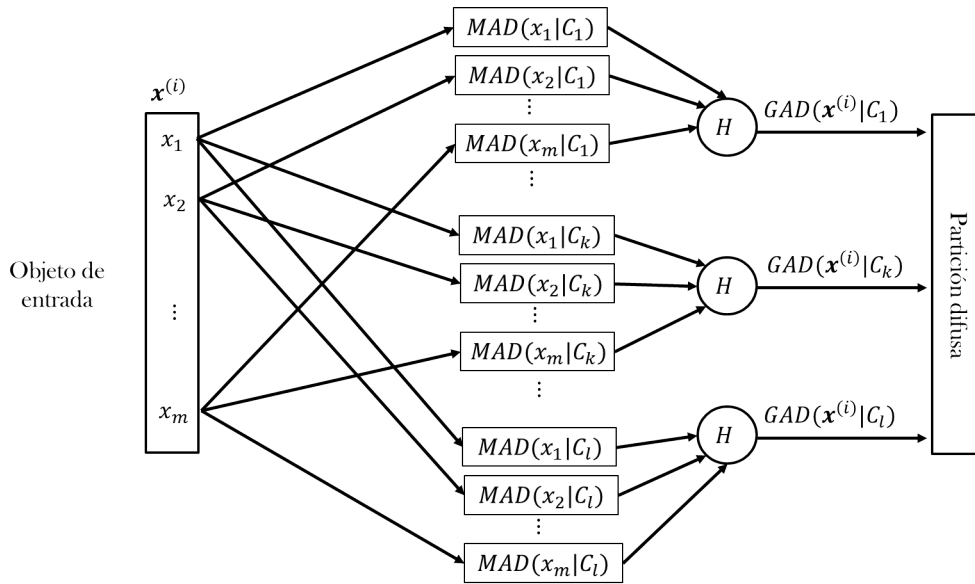 Objeto de
entrada
x^(i)
x_1
x_2
⋮
x_m
MAD(x_1|C_1)
MAD(x_2|C_1)
⋮
MAD(x_m|C_1)
⋮
MAD(x_1|C_k)
MAD(x_2|C_k)
⋮
MAD(x_m|C_k)
⋮
MAD(x_1|C_l)
MAD(x_2|C_l)
⋮
MAD(x_m|C_l)
H
H
H
GAD(x^(i)|C_1)
GAD(x^(i)|C_k)
GAD(x^(i)|C_l)
Partición difusa